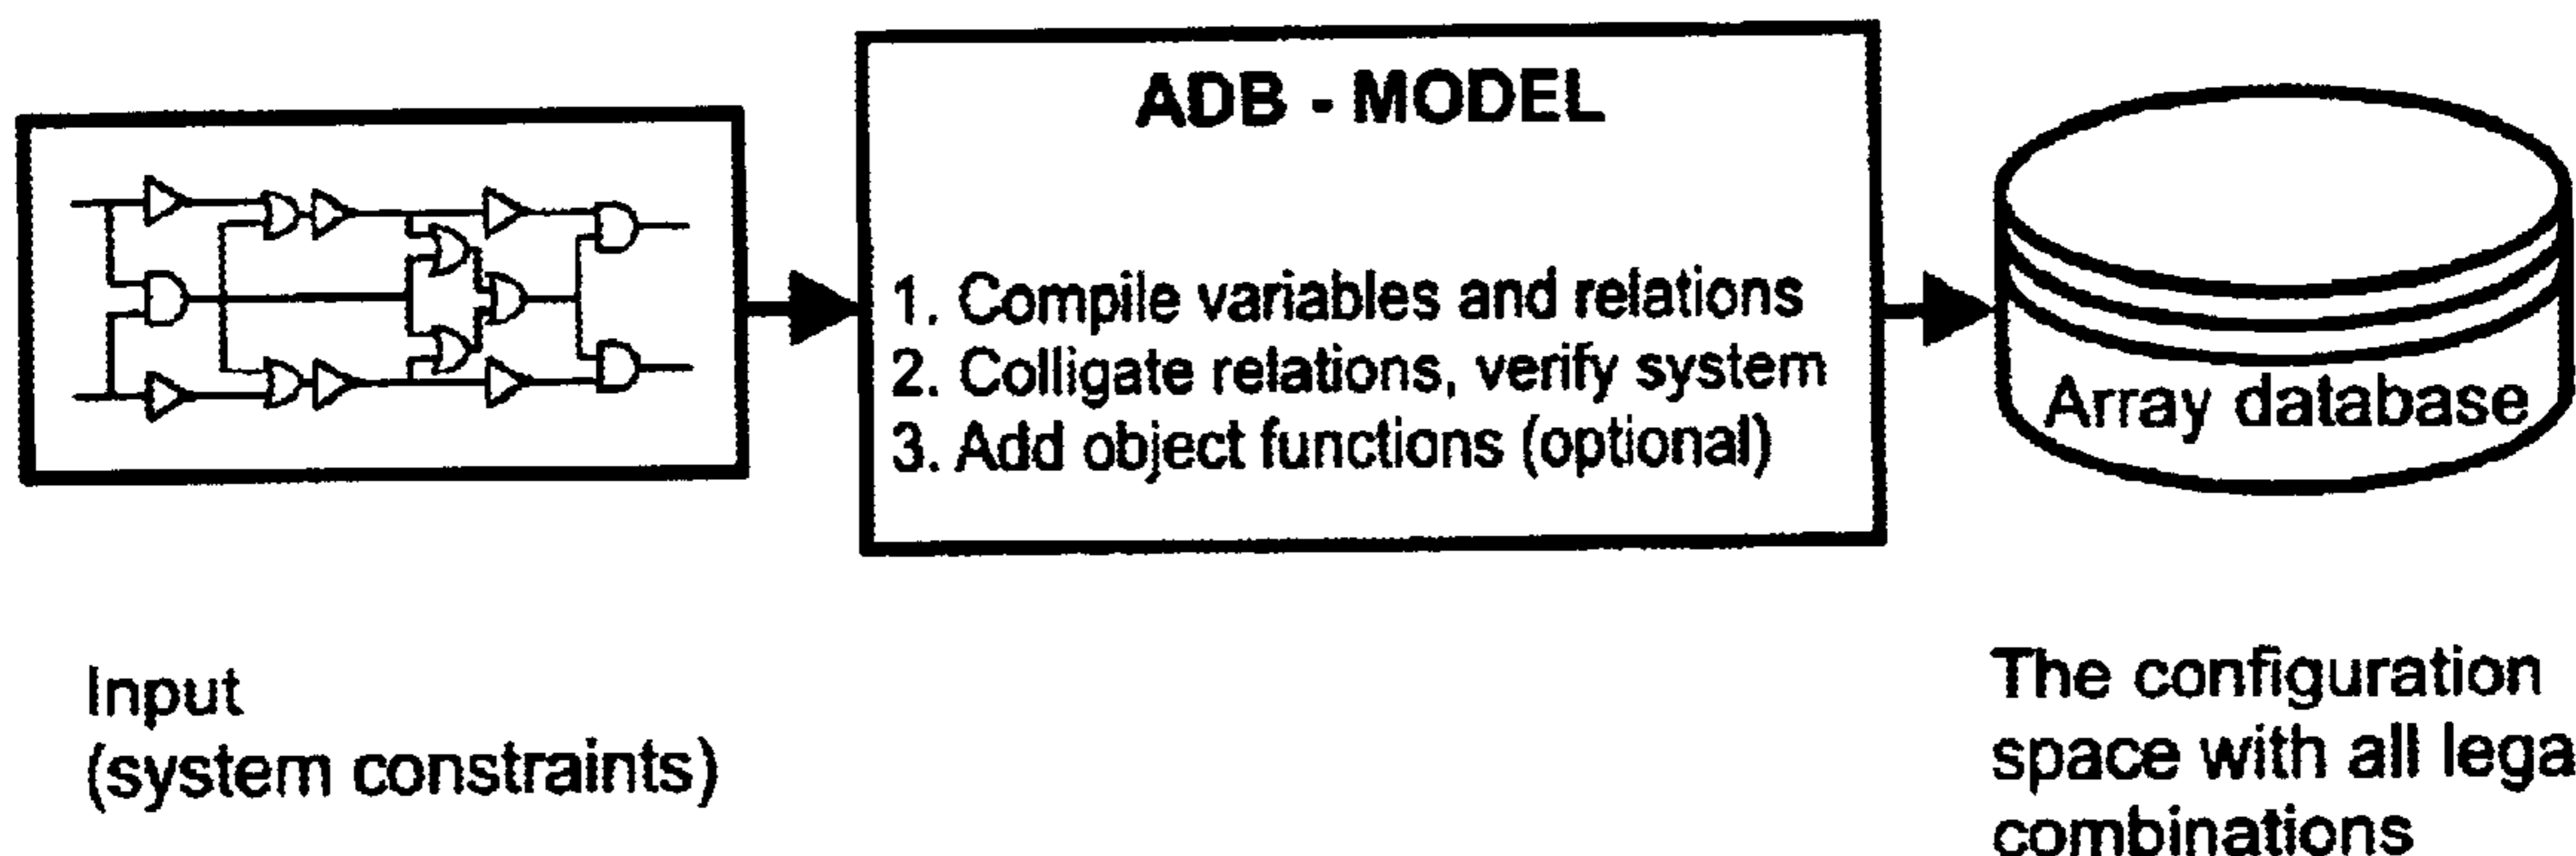 ADB - MODEL
1. Compile variables and relations
2. Colligate relations, verify system
3. Add object functions (optional)
Array database
Input
(system constraints)
The configuration
space with all lega
combinations